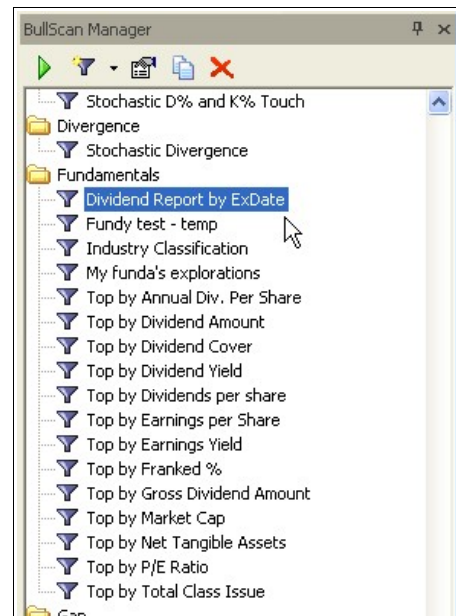 BullScan Manager
Stochastic D% and K% Touch
Divergence
Stochastic Divergence
Fundamentals
Dividend Report by ExDate
Fundy test - temp
Industry Classification
My funda's explorations
Top by Annual Div. Per Share
Top by Dividend Amount
Top by Dividend Cover
Top by Dividend Yield
Top by Dividends per share
Top by Earnings per Share
Top by Earnings Yield
Top by Franked %
Top by Gross Dividend Amount
Top by Market Cap
Top by Net Tangible Assets
Top by P/E Ratio
Top by Total Class Issue
Gap